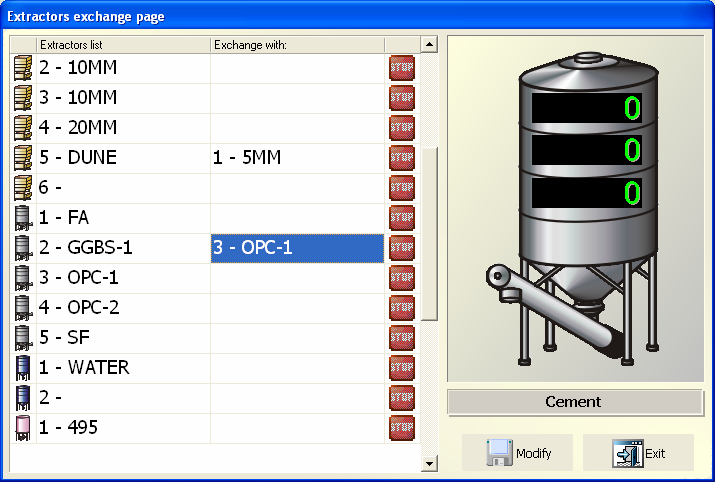 Extractors exchange page
Extractors list Exchange with:
2 - 10MM STOP
3 - 10MM STOP
4 - 20MM STOP
5 - DUNE 1 - 5MM STOP
6 - STOP
1 - FA STOP
2 - GGBS-1 3 - OPC-1 STOP
3 - OPC-1 STOP
4 - OPC-2 STOP
5 - SF STOP
1 - WATER STOP
2 - STOP
1 - 495 STOP
0
0
0
Cement
Modify Exit